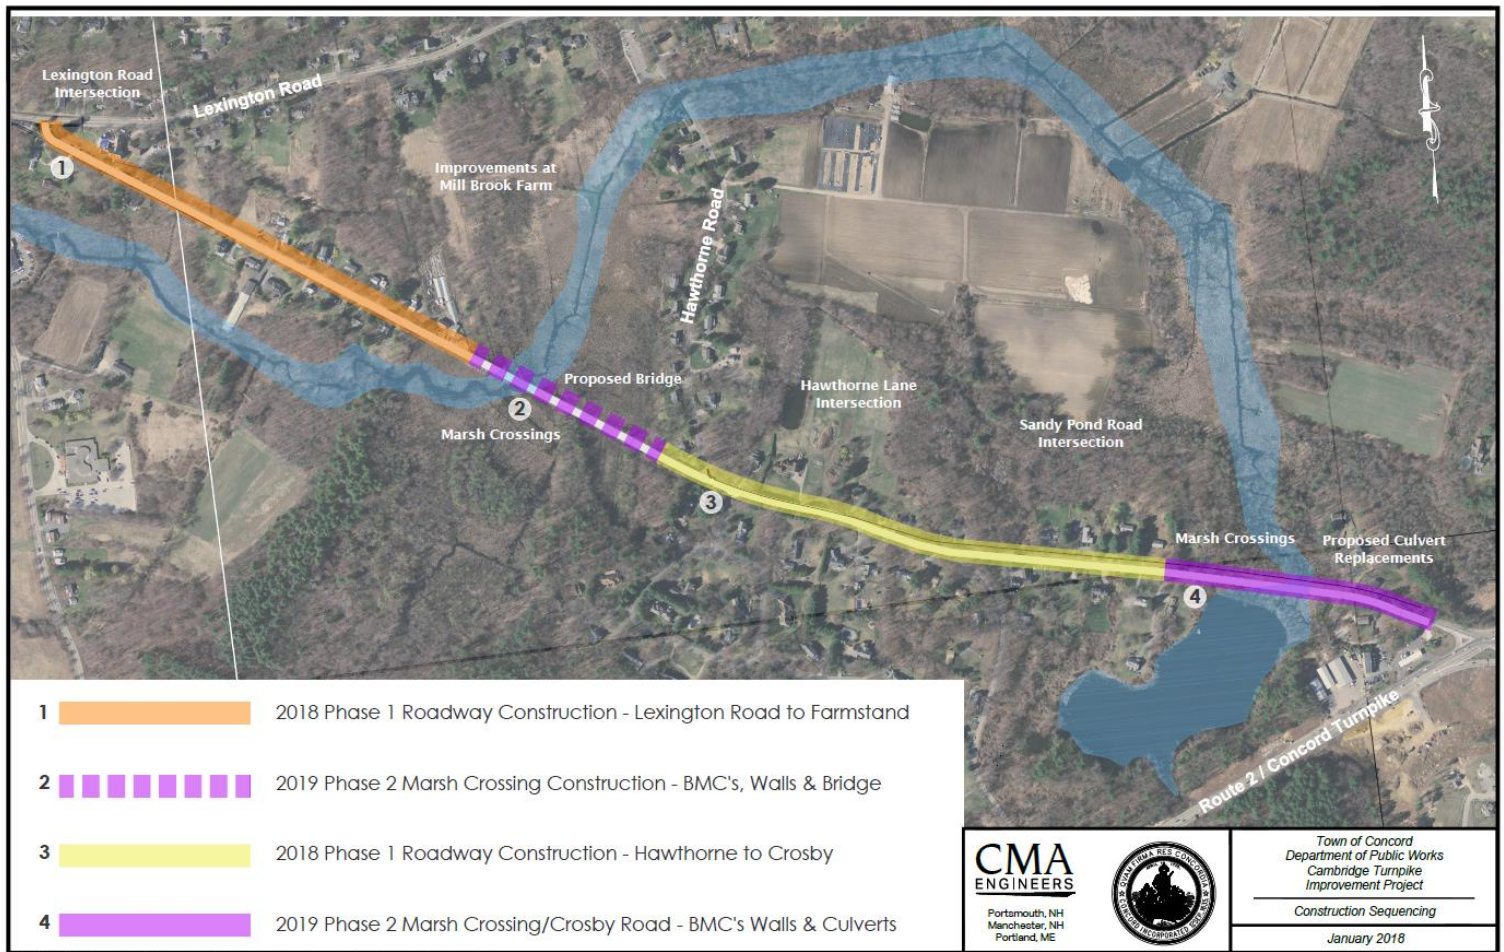 Lexington Road
Intersection
Lexington Road
1
Improvements at
Mill Brook Farm
Hawthorne Road
Proposed Bridge
2
Marsh Crossings
Hawthorne Lane
Intersection
Sandy Pond Road
Intersection
3
Marsh Crossings
Proposed Culvert
Replacements
4
Route 2 / Concord Turnpike
1 2018 Phase 1 Roadway Construction - Lexington Road to Farmstand
2 2019 Phase 2 Marsh Crossing Construction - BMC's, Walls & Bridge
3 2018 Phase 1 Roadway Construction - Hawthorne to Crosby
4 2019 Phase 2 Marsh Crossing/Crosby Road - BMC's Walls & Culverts
CMA
ENGINEERS
Portsmouth, NH
Manchester, NH
Portland, ME
QVAM FIRMA RES CONCORDIA
Town of Concord
Department of Public Works
Cambridge Turnpike
Improvement Project
Construction Sequencing
January 2018